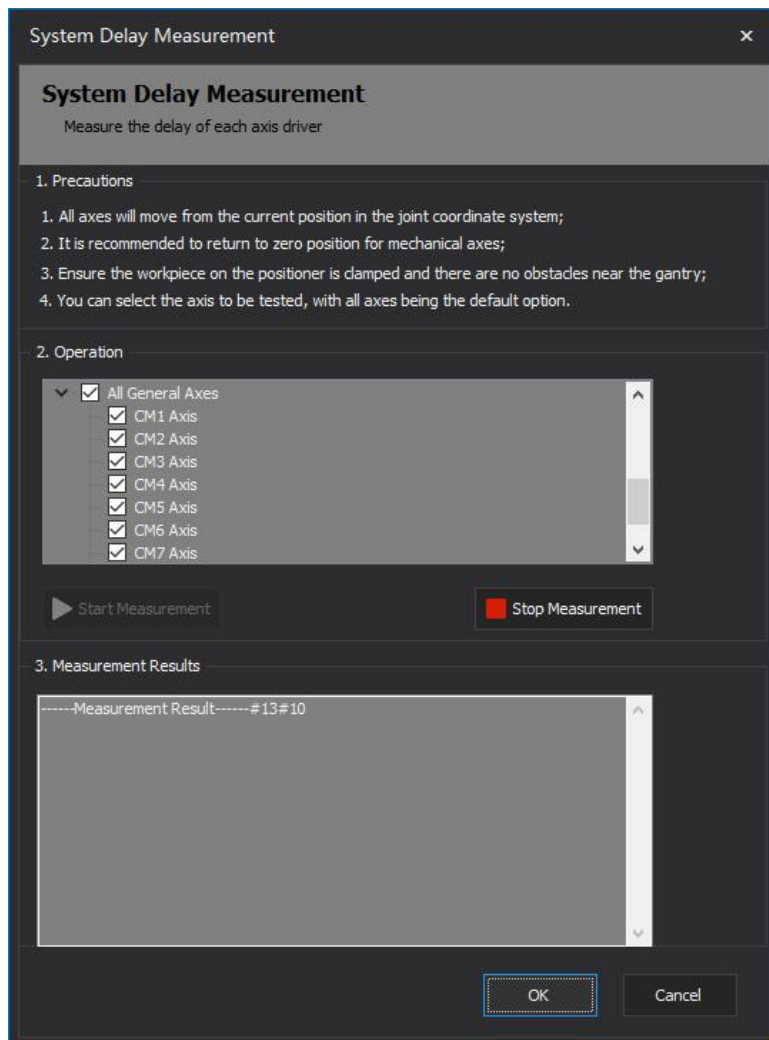 System Delay Measurement
System Delay Measurement
Measure the delay of each axis driver
1. Precautions
1. All axes will move from the current position in the joint coordinate system;
2. It is recommended to return to zero position for mechanical axes;
3. Ensure the workpiece on the positioner is clamped and there are no obstacles near the gantry;
4. You can select the axis to be tested, with all axes being the default option.
2. Operation
All General Axes
CM1 Axis
CM2 Axis
CM3 Axis
CM4 Axis
CM5 Axis
CM6 Axis
CM7 Axis
Start Measurement
Stop Measurement
3. Measurement Results
------Measurement Result------#13#10
OK
Cancel